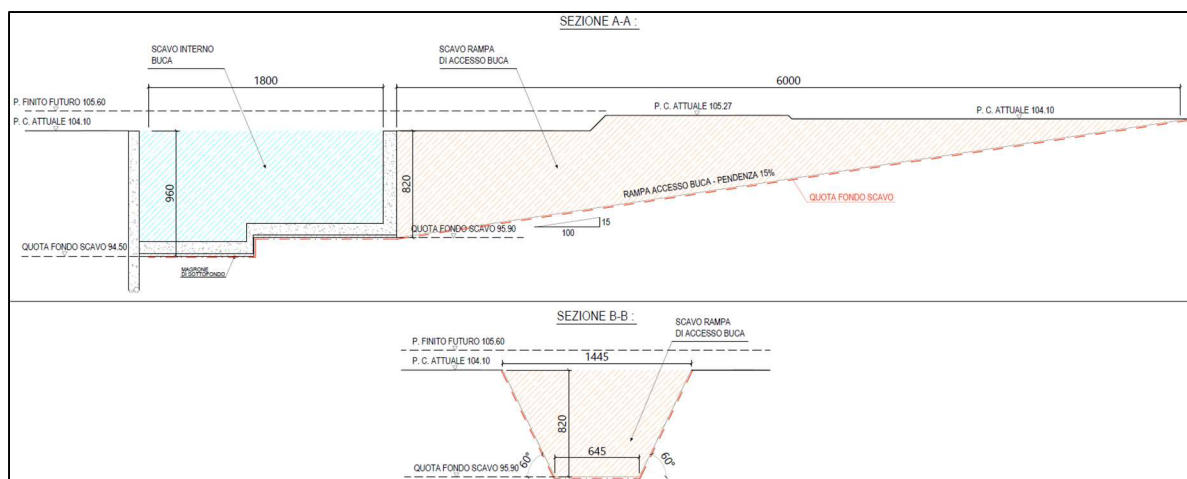 SEZIONE A-A :
SCAVO INTERNO
BUCA
SCAVO RAMPA
DI ACCESSO BUCA
1800
6000
P. FINITO FUTURO 105.60
P. C. ATTUALE 105.27
P. C. ATTUALE 104.10
P. C. ATTUALE 104.10
960
820
RAMPA ACCESSO BUCA - PENDENZA 15%
QUOTA FONDO SCAVO
15
100
QUOTA FONDO SCAVO 95.90
QUOTA FONDO SCAVO 94.50
MAGRONE
DI SOTTOFONDO
SEZIONE B-B :
SCAVO RAMPA
DI ACCESSO BUCA
P. FINITO FUTURO 105.60
P. C. ATTUALE 104.10
1445
820
645
60°
60°
QUOTA FONDO SCAVO 95.90